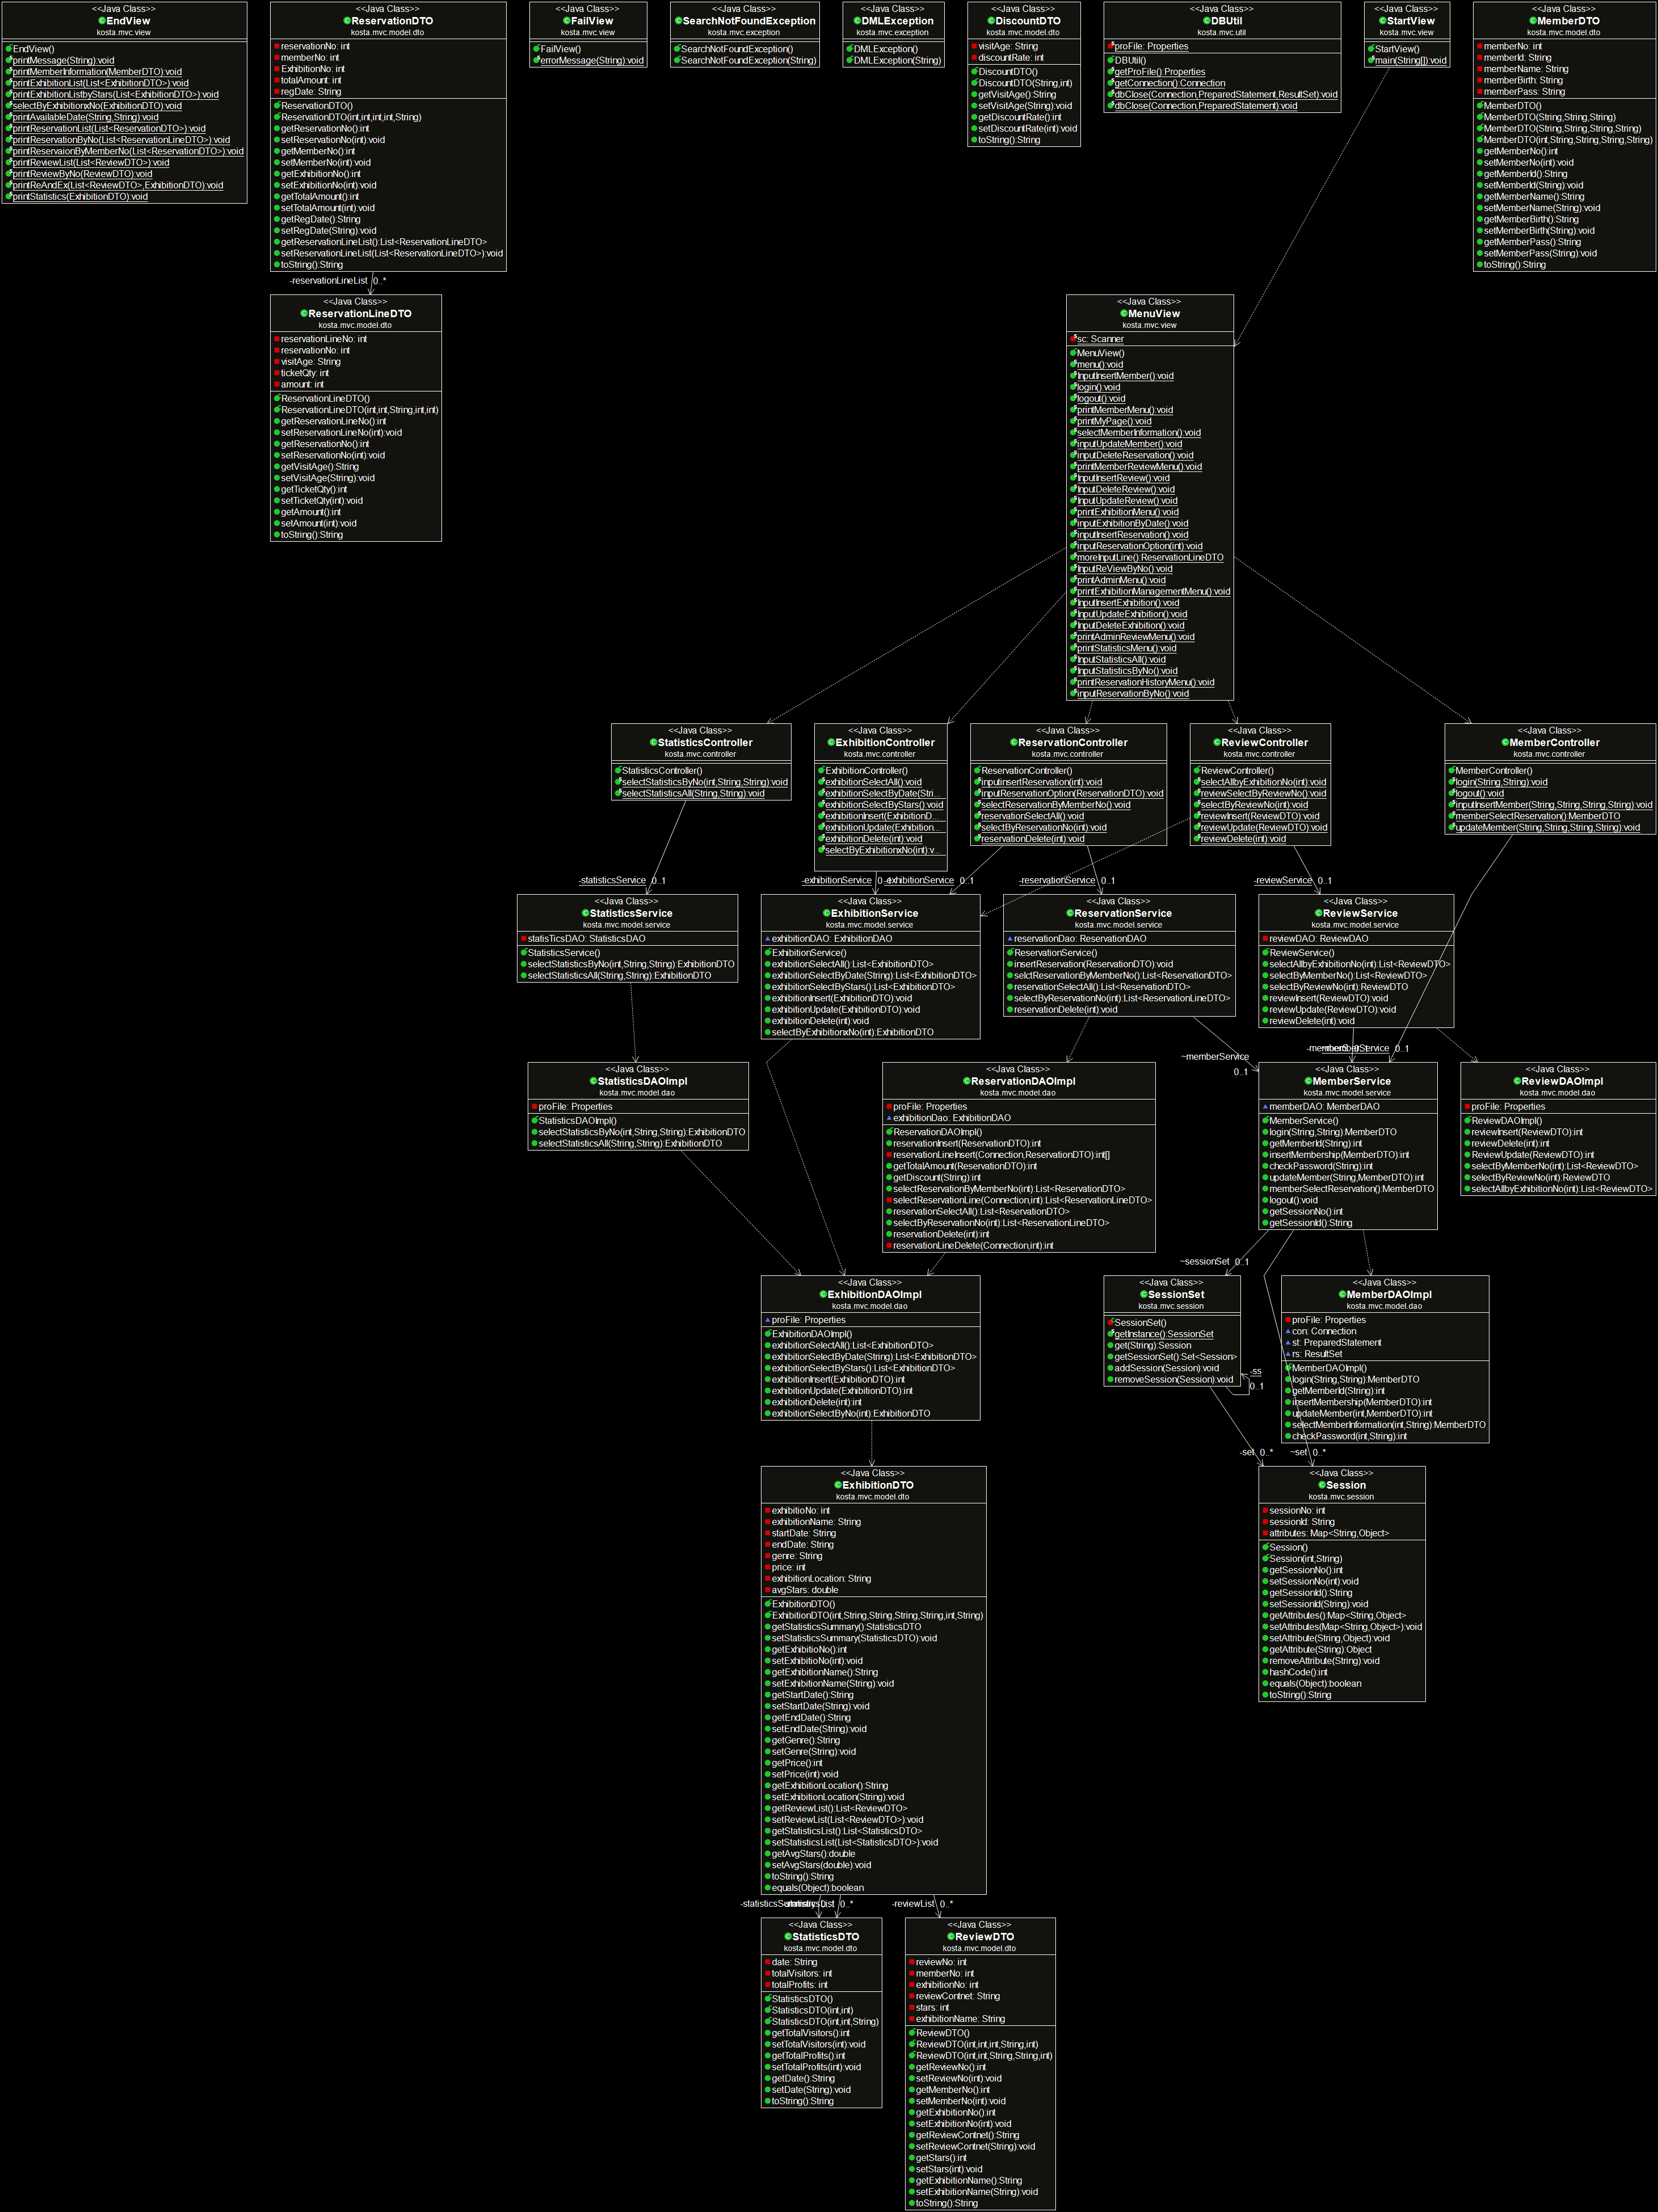 <<Java Class>>
EndView
kosta.mvc.view
EndView()
printMessage(String):void
printMemberInformation(MemberDTO):void
printExhibitionList(List<ExhibitionDTO>):void
printExhibitionListbyStars(List<ExhibitionDTO>):void
selectByExhibitionxNo(ExhibitionDTO):void
printAvailableDate(String,String):void
printReservationList(List<ReservationDTO>):void
printReservationByNo(List<ReservationLineDTO>):void
printReservaionByMemberNo(List<ReservationDTO>):void
printReviewList(List<ReviewDTO>):void
printReviewByNo(ReviewDTO):void
printReAndEx(List<ReviewDTO>,ExhibitionDTO):void
printStatistics(ExhibitionDTO):void
<<Java Class>>
ReservationDTO
kosta.mvc.model.dto
reservationNo: int
memberNo: int
ExhibitionNo: int
totalAmount: int
regDate: String
ReservationDTO()
ReservationDTO(int,int,int,int,String)
getReservationNo():int
setReservationNo(int):void
getMemberNo():int
setMemberNo(int):void
getExhibitionNo():int
setExhibitionNo(int):void
getTotalAmount():int
setTotalAmount(int):void
getRegDate():String
setRegDate(String):void
getReservationLineList():List<ReservationLineDTO>
setReservationLineList(List<ReservationLineDTO>):void
toString():String
<<Java Class>>
FailView
kosta.mvc.view
FailView()
errorMessage(String):void
<<Java Class>>
SearchNotFoundException
kosta.mvc.exception
SearchNotFoundException()
SearchNotFoundException(String)
<<Java Class>>
DMLException
kosta.mvc.exception
DMLException()
DMLException(String)
<<Java Class>>
DiscountDTO
kosta.mvc.model.dto
visitAge: String
discountRate: int
DiscountDTO()
DiscountDTO(String,int)
getVisitAge():String
setVisitAge(String):void
getDiscountRate():int
setDiscountRate(int):void
toString():String
<<Java Class>>
DBUtil
kosta.mvc.util
proFile: Properties
DBUtil()
getProFile():Properties
getConnection():Connection
dbClose(Connection,PreparedStatement,ResultSet):void
dbClose(Connection,PreparedStatement):void
<<Java Class>>
StartView
kosta.mvc.view
StartView()
main(String[]):void
<<Java Class>>
MemberDTO
kosta.mvc.model.dto
memberNo: int
memberId: String
memberName: String
memberBirth: String
memberPass: String
MemberDTO()
MemberDTO(String,String,String)
MemberDTO(String,String,String,String)
MemberDTO(int,String,String,String,String)
getMemberNo():int
setMemberNo(int):void
getMemberId():String
setMemberId(String):void
getMemberName():String
setMemberName(String):void
getMemberBirth():String
setMemberBirth(String):void
getMemberPass():String
setMemberPass(String):void
toString():String
-reservationLineList 0..*
<<Java Class>>
ReservationLineDTO
kosta.mvc.model.dto
reservationLineNo: int
reservationNo: int
visitAge: String
ticketQty: int
amount: int
ReservationLineDTO()
ReservationLineDTO(int,int,String,int,int)
getReservationLineNo():int
setReservationLineNo(int):void
getReservationNo():int
setReservationNo(int):void
getVisitAge():String
setVisitAge(String):void
getTicketQty():int
setTicketQty(int):void
getAmount():int
setAmount(int):void
toString():String
<<Java Class>>
MenuView
kosta.mvc.view
sc: Scanner
MenuView()
menu():void
InputInsertMember():void
login():void
logout():void
printMemberMenu():void
printMyPage():void
selectMemberInformation():void
inputUpdateMember():void
inputDeleteReservation():void
printMemberReviewMenu():void
InputInsertReview():void
InputDeleteReview():void
InputUpdateReview():void
printExhibitionMenu():void
inputExhibitionByDate():void
inputInsertReservation():void
inputReservationOption(int):void
moreInputLine():ReservationLineDTO
InputReViewByNo():void
printAdminMenu():void
printExhibitionManagementMenu():void
InputInsertExhibition():void
InputUpdateExhibition():void
InputDeleteExhibition():void
printAdminReviewMenu():void
printStatisticsMenu():void
InputStatisticsAll():void
InputStatisticsByNo():void
printReservationHistoryMenu():void
inputReservationByNo():void
<<Java Class>>
StatisticsController
kosta.mvc.controller
StatisticsController()
selectStatisticsByNo(int,String,String):void
selectStatisticsAll(String,String):void
<<Java Class>>
ExhibitionController
kosta.mvc.controller
ExhibitionController()
exhibitionSelectAll():void
exhibitionSelectByDate(Stri...
exhibitionSelectByStars():void
exhibitionInsert(ExhibitionD...
exhibitionUpdate(Exhibition...
exhibitionDelete(int):void
selectByExhibitionxNo(int):v...
<<Java Class>>
ReservationController
kosta.mvc.controller
ReservationController()
inputiinsertReservation(int):void
inputReservationOption(ReservationDTO):void
selectReservationByMemberNo():void
reservationSelectAll():void
selectByReservationNo(int):void
reservationDelete(int):void
<<Java Class>>
ReviewController
kosta.mvc.controller
ReviewController()
selectAllbyExhibitionNo(int):void
reviewSelectByReviewNo():void
selectByReviewNo(int):void
reviewInsert(ReviewDTO):void
reviewUpdate(ReviewDTO):void
reviewDelete(int):void
<<Java Class>>
MemberController
kosta.mvc.controller
MemberController()
login(String,String):void
logout():void
inputInsertMember(String,String,String,String):void
memberSelectReservation():MemberDTO
updateMember(String,String,String,String):void
-statisticsService 0..1
-exhibitionService
-exhibitionService 0..1
-reservationService 0..1
-reviewService 0..1
<<Java Class>>
StatisticsService
kosta.mvc.model.service
statisTicsDAO: StatisticsDAO
StatisticsService()
selectStatisticsByNo(int,String,String):ExhibitionDTO
selectStatisticsAll(String,String):ExhibitionDTO
<<Java Class>>
ExhibitionService
kosta.mvc.model.service
exhibitionDAO: ExhibitionDAO
ExhibitionService()
exhibitionSelectAll():List<ExhibitionDTO>
exhibitionSelectByDate(String):List<ExhibitionDTO>
exhibitionSelectByStars():List<ExhibitionDTO>
exhibitionInsert(ExhibitionDTO):void
exhibitionUpdate(ExhibitionDTO):void
exhibitionDelete(int):void
selectByExhibitionxNo(int):ExhibitionDTO
<<Java Class>>
ReservationService
kosta.mvc.model.service
reservationDao: ReservationDAO
ReservationService()
insertReservation(ReservationDTO):void
selctReservationByMemberNo():List<ReservationDTO>
reservationSelectAll():List<ReservationDTO>
selectByReservationNo(int):List<ReservationLineDTO>
reservationDelete(int):void
<<Java Class>>
ReviewService
kosta.mvc.model.service
reviewDAO: ReviewDAO
ReviewService()
selectAllbyExhibitionNo(int):List<ReviewDTO>
selectByMemberNo():List<ReviewDTO>
selectByReviewNo(int):ReviewDTO
reviewInsert(ReviewDTO):void
reviewUpdate(ReviewDTO):void
reviewDelete(int):void
~memberService
0..1
0..1
<<Java Class>>
StatisticsDAOImpl
kosta.mvc.model.dao
proFile: Properties
StatisticsDAOImpl()
selectStatisticsByNo(int,String,String):ExhibitionDTO
selectStatisticsAll(String,String):ExhibitionDTO
<<Java Class>>
ReservationDAOImpl
kosta.mvc.model.dao
proFile: Properties
exhibitionDao: ExhibitionDAO
ReservationDAOImpl()
reservationInsert(ReservationDTO):int
reservationLineInsert(Connection,ReservationDTO):int[]
getTotalAmount(ReservationDTO):int
getDiscount(String):int
selectReservationByMemberNo(int):List<ReservationDTO>
selectReservationLine(Connection,int):List<ReservationLineDTO>
reservationSelectAll():List<ReservationDTO>
selectByReservationNo(int):List<ReservationLineDTO>
reservationDelete(int):int
reservationLineDelete(Connection,int):int
<<Java Class>>
MemberService
kosta.mvc.model.service
memberDAO: MemberDAO
MemberService()
login(String,String):MemberDTO
getMemberId(String):int
insertMembership(MemberDTO):int
checkPassword(String):int
updateMember(String,MemberDTO):int
memberSelectReservation():MemberDTO
logout():void
getSessionNo():int
getSessionId():String
<<Java Class>>
ReviewDAOImpl
kosta.mvc.model.dao
proFile: Properties
ReviewDAOImpl()
reviewInsert(ReviewDTO):int
reviewDelete(int):int
ReviewUpdate(ReviewDTO):int
selectByMemberNo(int):List<ReviewDTO>
selectByReviewNo(int):ReviewDTO
selectAllbyExhibitionNo(int):List<ReviewDTO>
~sessionSet 0..1
<<Java Class>>
ExhibitionDAOImpl
kosta.mvc.model.dao
proFile: Properties
ExhibitionDAOImpl()
exhibitionSelectAll():List<ExhibitionDTO>
exhibitionSelectByDate(String):List<ExhibitionDTO>
exhibitionSelectByStars():List<ExhibitionDTO>
exhibitionInsert(ExhibitionDTO):int
exhibitionUpdate(ExhibitionDTO):int
exhibitionDelete(int):int
exhibitionSelectByNo(int):ExhibitionDTO
<<Java Class>>
SessionSet
kosta.mvc.session
SessionSet()
getInstance():SessionSet
get(String):Session
getSessionSet():Set<Session>
addSession(Session):void
removeSession(Session):void
-ss
0..1
<<Java Class>>
MemberDAOImpl
kosta.mvc.model.dao
proFile: Properties
con: Connection
st: PreparedStatement
rs: ResultSet
MemberDAOImpl()
login(String,String):MemberDTO
getMemberId(String):int
insertMembership(MemberDTO):int
updateMember(int,MemberDTO):int
selectMemberInformation(int,String):MemberDTO
checkPassword(int,String):int
-set 0..*
~set 0..*
<<Java Class>>
ExhibitionDTO
kosta.mvc.model.dto
exhibitioNo: int
exhibitionName: String
startDate: String
endDate: String
genre: String
price: int
exhibitionLocation: String
avgStars: double
ExhibitionDTO()
ExhibitionDTO(int,String,String,String,String,int,String)
getStatisticsSummary():StatisticsDTO
setStatisticsSummary(StatisticsDTO):void
getExhibitioNo():int
setExhibitioNo(int):void
getExhibitionName():String
setExhibitionName(String):void
getStartDate():String
setStartDate(String):void
getEndDate():String
setEndDate(String):void
getGenre():String
setGenre(String):void
getPrice():int
setPrice(int):void
getExhibitionLocation():String
setExhibitionLocation(String):void
getReviewList():List<ReviewDTO>
setReviewList(List<ReviewDTO>):void
getStatisticsList():List<StatisticsDTO>
setStatisticsList(List<StatisticsDTO>):void
getAvgStars():double
setAvgStars(double):void
toString():String
equals(Object):boolean
<<Java Class>>
Session
kosta.mvc.session
sessionNo: int
sessionId: String
attributes: Map<String,Object>
Session()
Session(int,String)
getSessionNo():int
setSessionNo(int):void
getSessionId():String
setSessionId(String):void
getAttributes():Map<String,Object>
setAttributes(Map<String,Object>):void
setAttribute(String,Object):void
getAttribute(String):Object
removeAttribute(String):void
hashCode():int
equals(Object):boolean
toString():String
0..*
-reviewList 0..*
<<Java Class>>
StatisticsDTO
kosta.mvc.model.dto
date: String
totalVisitors: int
totalProfits: int
StatisticsDTO()
StatisticsDTO(int,int)
StatisticsDTO(int,int,String)
getTotalVisitors():int
setTotalVisitors(int):void
getTotalProfits():int
setTotalProfits(int):void
getDate():String
setDate(String):void
toString():String
<<Java Class>>
ReviewDTO
kosta.mvc.model.dto
reviewNo: int
memberNo: int
exhibitionNo: int
reviewContnet: String
stars: int
exhibitionName: String
ReviewDTO()
ReviewDTO(int,int,int,String,int)
ReviewDTO(int,int,String,String,int)
getReviewNo():int
setReviewNo(int):void
getMemberNo():int
setMemberNo(int):void
getExhibitionNo():int
setExhibitionNo(int):void
getReviewContnet():String
setReviewContnet(String):void
getStars():int
setStars(int):void
getExhibitionName():String
setExhibitionName(String):void
toString():String